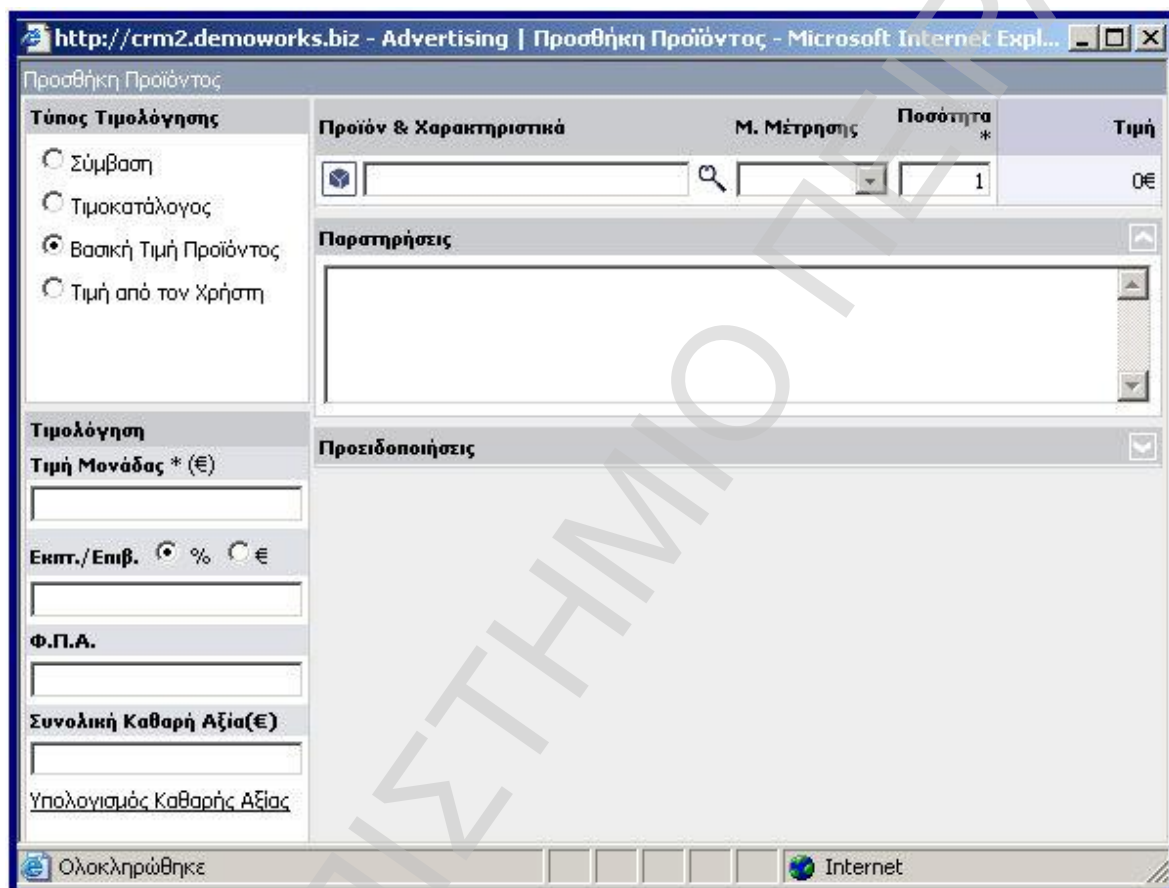 http://crm2.demoworks.biz - Advertising | Προσθήκη Προϊόντος - Microsoft Internet Expl...
Προσθήκη Προϊόντος
Τύπος Τιμολόγησης
Σύμβαση
Τιμοκατάλογος
Βασική Τιμή Προϊόντος
Τιμή από τον Χρήστη
Προϊόν & Χαρακτηριστικά Μ. Μέτρησης Ποσότητα * Τιμή
1 0€
Παρατηρήσεις
Προειδοποιήσεις
Τιμολόγηση
Τιμή Μονάδας * (€)
Εκπτ./Επιβ. % €
Φ.Π.Α.
Συνολική Καθαρή Αξία(€)
Υπολογισμός Καθαρής Αξίας
Ολοκληρώθηκε Internet